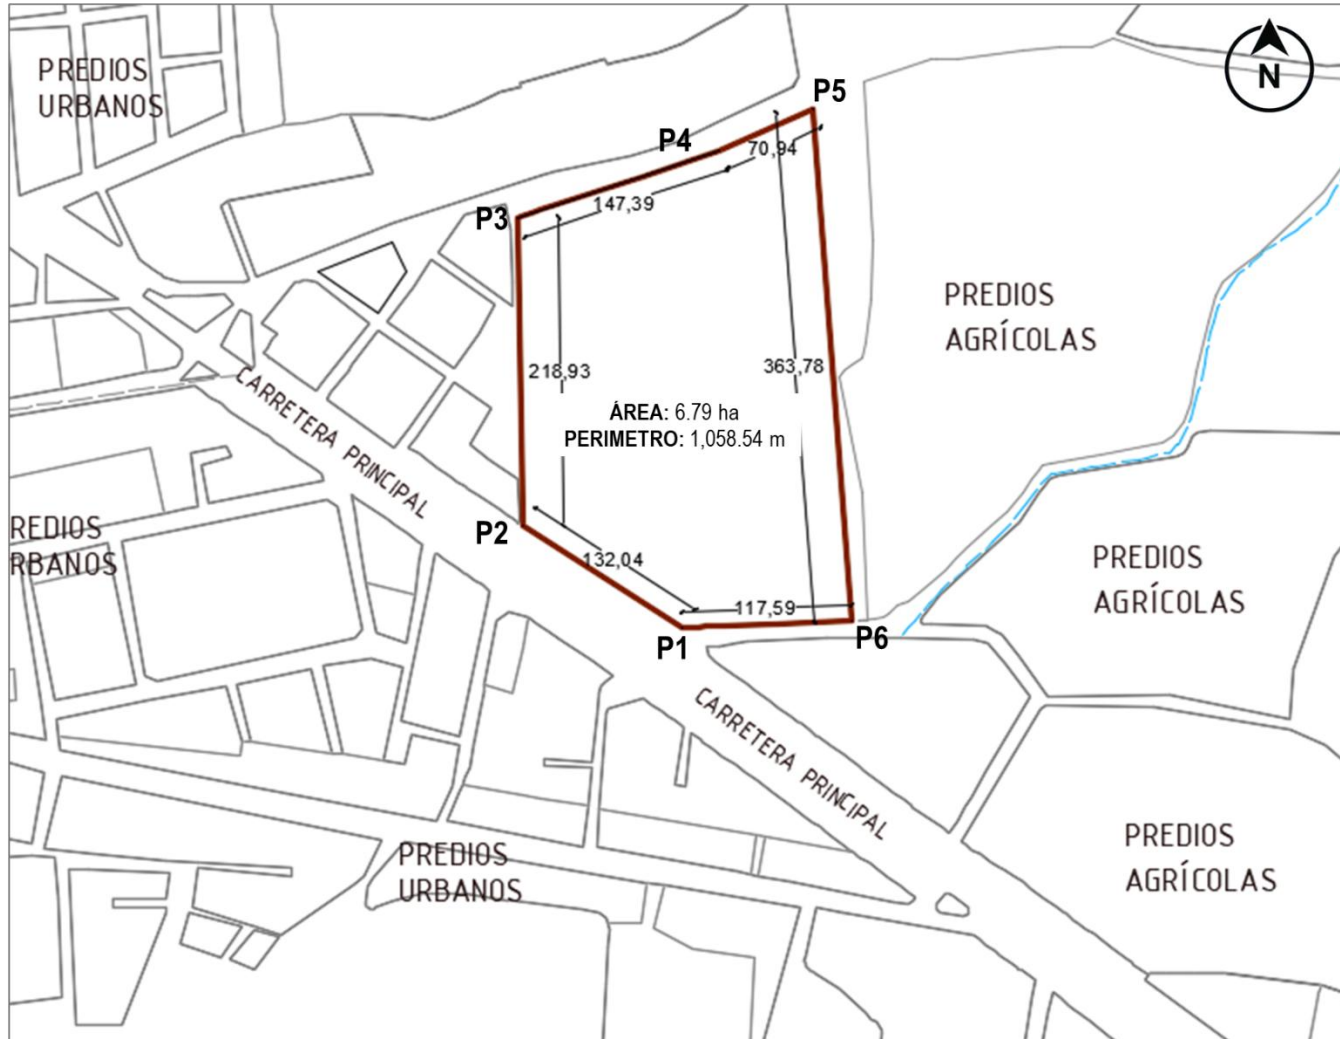 PREDIOS
URBANOS
N
P5
P4
70,94
147,39
P3
PREDIOS
AGRÍCOLAS
218,93
363,78
CARRETERA PRINCIPAL
ÁREA: 6.79 ha
PERIMETRO: 1,058.54 m
REDIOS
RBANOS
P2
132,04
PREDIOS
AGRÍCOLAS
117,59
P1
P6
CARRETERA PRINCIPAL
PREDIOS
URBANOS
PREDIOS
AGRÍCOLAS